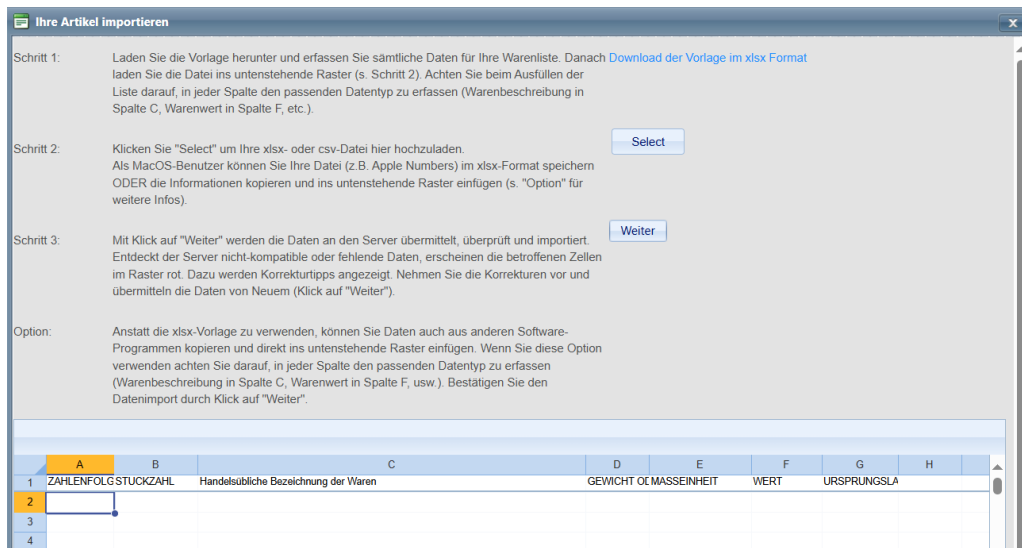 Ihre Artikel importieren
x
Schritt 1:
Laden Sie die Vorlage herunter und erfassen Sie sämtliche Daten für Ihre Warenliste. Danach Download der Vorlage im xlsx Format
laden Sie die Datei ins untenstehende Raster (s. Schritt 2). Achten Sie beim Ausfüllen der
Liste darauf, in jeder Spalte den passenden Datentyp zu erfassen (Warenbeschreibung in
Spalte C, Warenwert in Spalte F, etc.).
Schritt 2:
Klicken Sie "Select" um Ihre xlsx- oder csv-Datei hier hochzuladen.
Als MacOS-Benutzer können Sie Ihre Datei (z.B. Apple Numbers) im xlsx-Format speichern
ODER die Informationen kopieren und ins untenstehende Raster einfügen (s. "Option" für
weitere Infos).
Select
Schritt 3:
Mit Klick auf "Weiter" werden die Daten an den Server übermittelt, überprüft und importiert.
Entdeckt der Server nicht-kompatible oder fehlende Daten, erscheinen die betroffenen Zellen
im Raster rot. Dazu werden Korrekturtipps angezeigt. Nehmen Sie die Korrekturen vor und
übermitteln die Daten von Neuem (Klick auf "Weiter").
Weiter
Option:
Anstatt die xlsx-Vorlage zu verwenden, können Sie Daten auch aus anderen Software-
Programmen kopieren und direkt ins untenstehende Raster einfügen. Wenn Sie diese Option
verwenden achten Sie darauf, in jeder Spalte den passenden Datentyp zu erfassen
(Warenbeschreibung in Spalte C, Warenwert in Spalte F, usw.). Bestätigen Sie den
Datenimport durch Klick auf "Weiter".
A B C D E F G H
1 ZAHLENFOLG STUCKZAHL Handelsübliche Bezeichnung der Waren GEWICHT OD MASSEINHEIT WERT URSPRUNGSLA
2
3
4